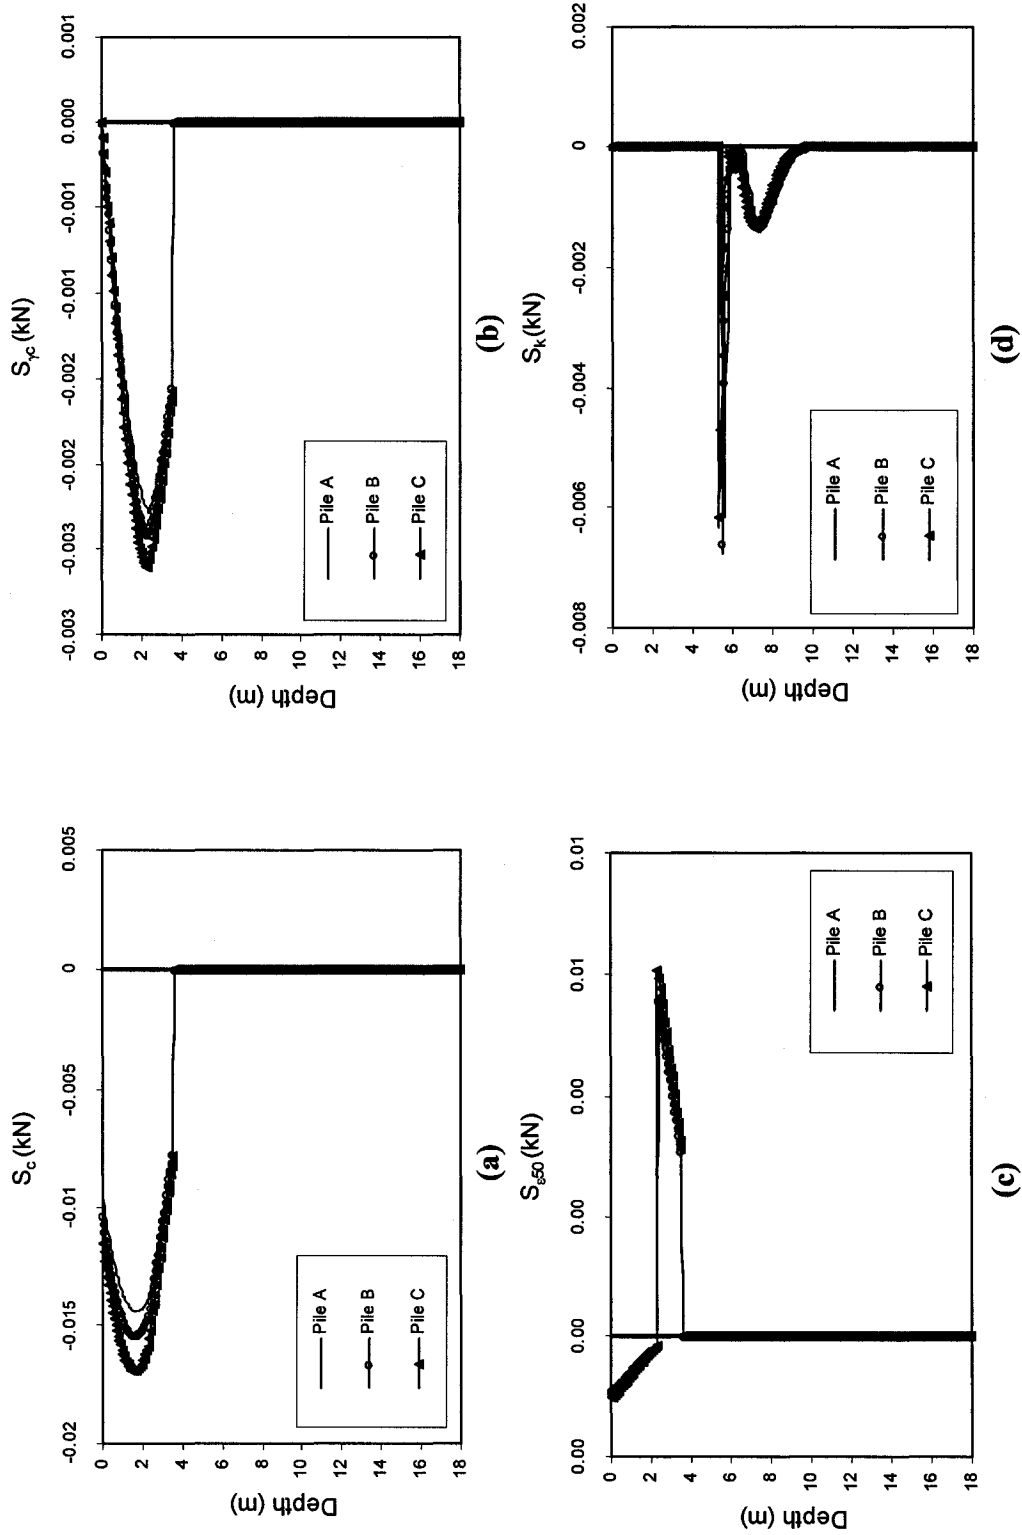 S_c (kN)
-0.02
-0.015
-0.01
-0.005
0
0.005
0
2
4
6
8
10
12
14
16
18
Depth (m)
Pile A
Pile B
Pile C
(a)
S_γc (kN)
-0.003
-0.003
-0.002
-0.002
-0.001
-0.001
0.000
0.001
0
2
4
6
8
10
12
14
16
18
Depth (m)
Pile A
Pile B
Pile C
(b)
S_ε50 (kN)
0.00
0.00
0.00
0.00
0.01
0.01
0
2
4
6
8
10
12
14
16
18
Depth (m)
Pile A
Pile B
Pile C
(c)
S_k (kN)
-0.008
-0.006
-0.004
-0.002
0
0.002
0
2
4
6
8
10
12
14
16
18
Depth (m)
Pile A
Pile B
Pile C
(d)